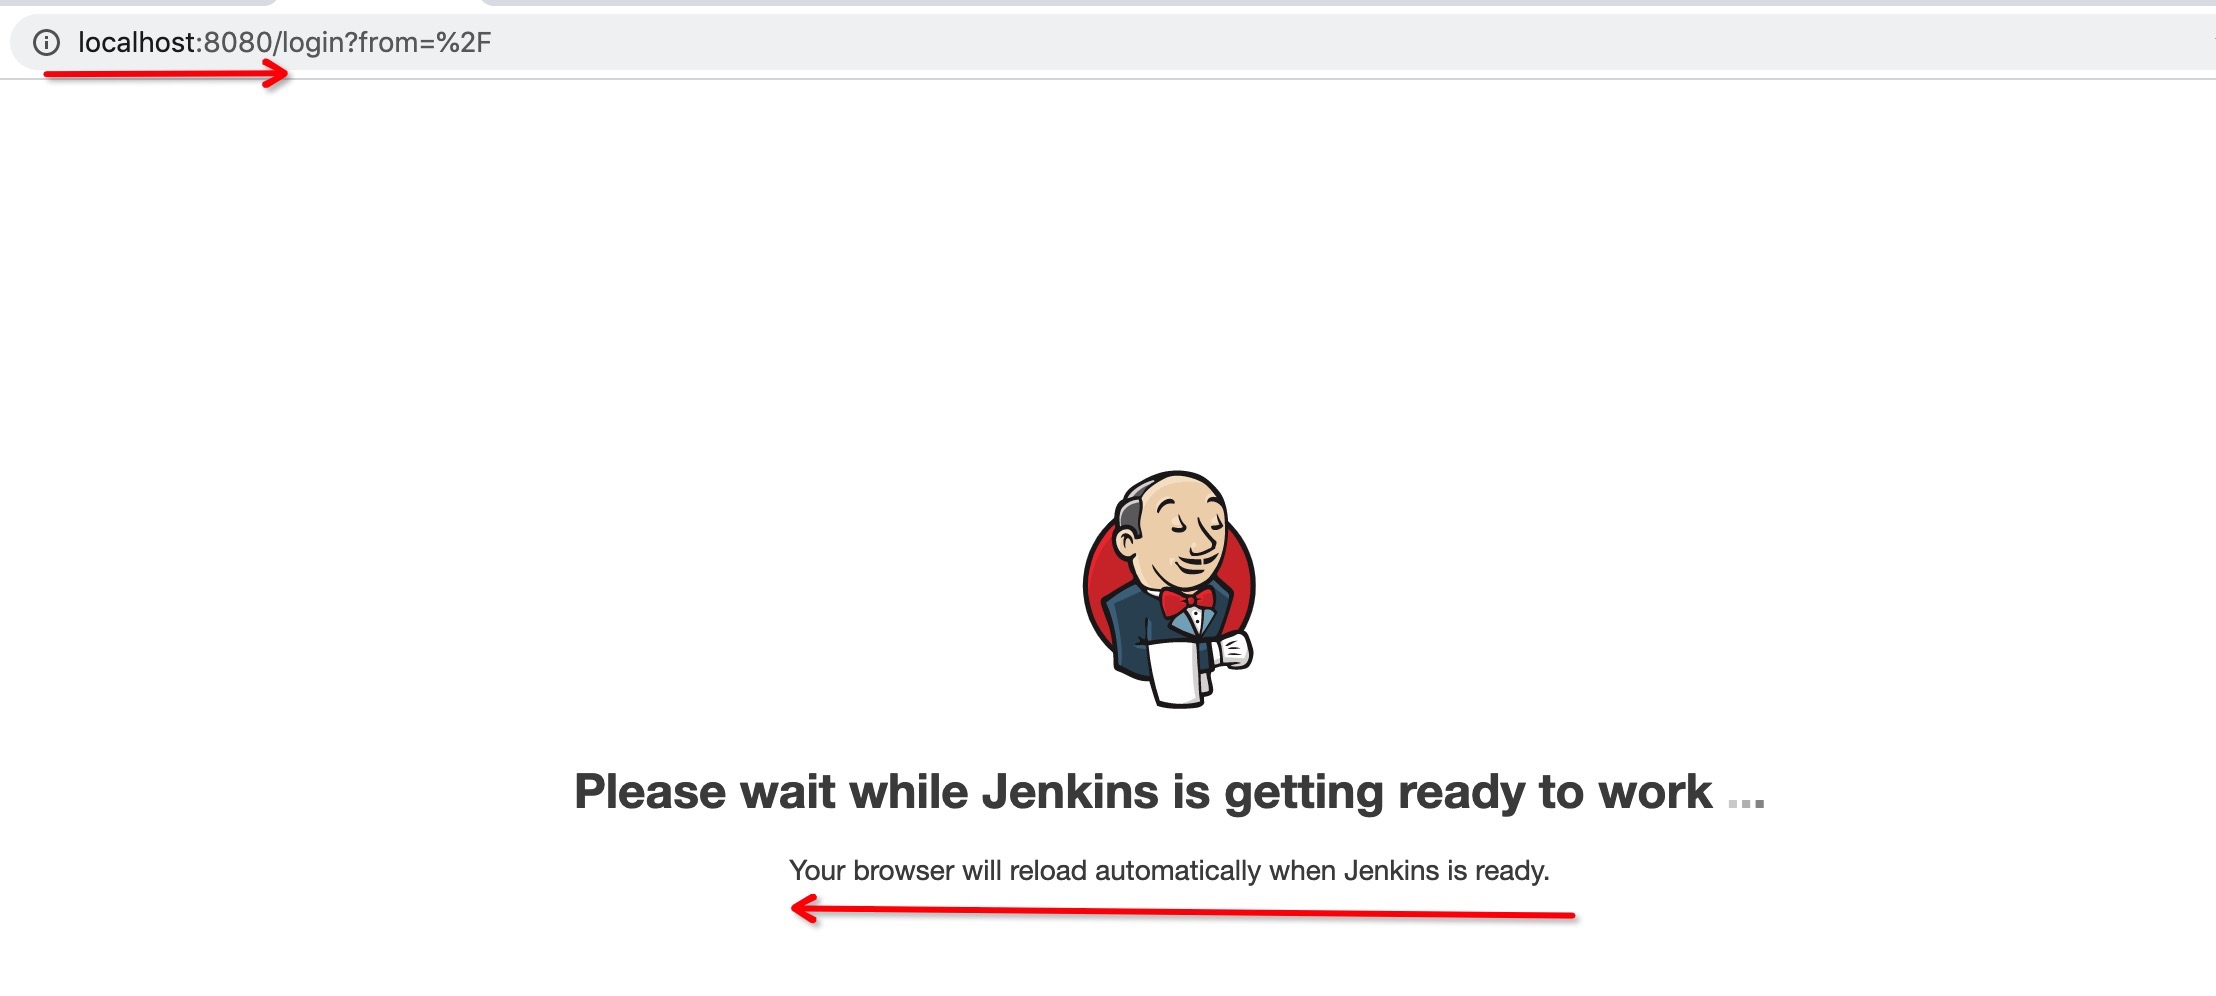 localhost:8080/login?from=%2F
Please wait while Jenkins is getting ready to work ...
Your browser will reload automatically when Jenkins is ready.